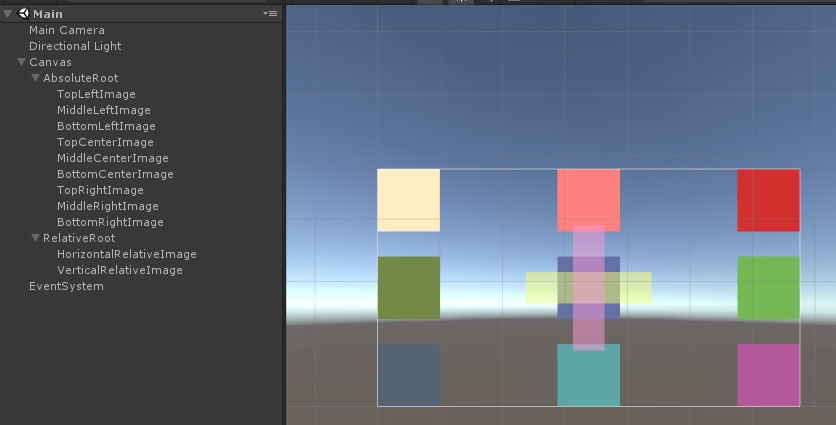 Main
Main Camera
Directional Light
Canvas
AbsoluteRoot
TopLeftImage
MiddleLeftImage
BottomLeftImage
TopCenterImage
MiddleCenterImage
BottomCenterImage
TopRightImage
MiddleRightImage
BottomRightImage
RelativeRoot
HorizontalRelativeImage
VerticalRelativeImage
EventSystem